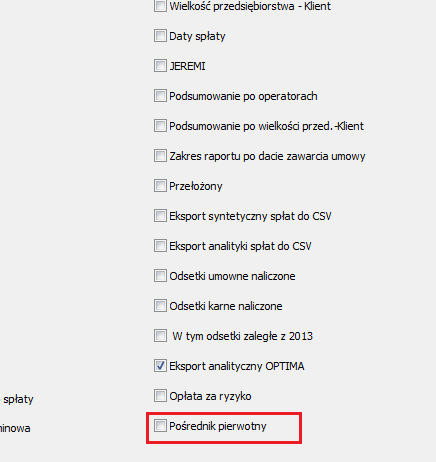 Wielkość przedsiębiorstwa - Klient
Daty spłaty
JEREMI
Podsumowanie po operatorach
Podsumowanie po wielkości przed.-Klient
Zakres raportu po dacie zawarcia umowy
Przełożony
Eksport syntetyczny spłat do CSV
Eksport analityki spłat do CSV
Odsetki umowne naliczone
Odsetki karne naliczone
W tym odsetki zaległe z 2013
Eksport analityczny OPTIMA
spłaty
Opłata za ryzyko
ninowa
Pośrednik pierwotny